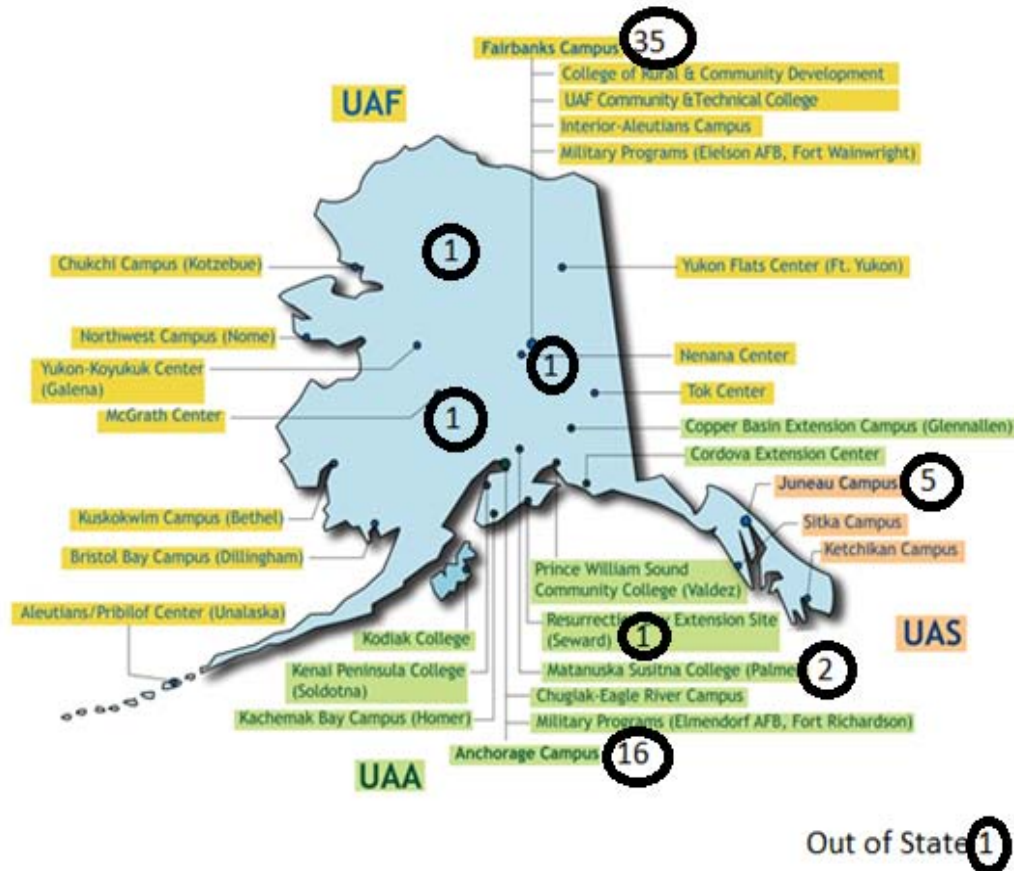 Fairbanks Campus 35
College of Rural & Community Development
UAF Community &Technical College
Interior-Aleutians Campus
Military Programs (Eielson AFB, Fort Wainwright)
UAF
1
Chukchi Campus (Kotzebue)
Yukon Flats Center (Ft. Yukon)
Northwest Campus (Nome)
Yukon-Koyukuk Center
(Galena)
1
Nenana Center
McGrath Center
1
Tok Center
Copper Basin Extension Campus (Glennallen)
Cordova Extension Center
Juneau Campus 5
Sitka Campus
Ketchikan Campus
UAS
Kuskokwim Campus (Bethel)
Bristol Bay Campus (Dillingham)
Aleutians/Pribilof Center (Unalaska)
Prince William Sound
Community College (Valdez)
Extension Site
(Seward) 1
Kodiak College
Kenai Peninsula College
(Soldotna)
Matanuska Susitna College (Palme 2
Chugiak-Eagle River Campus
Kachemak Bay Campus (Homer)
Military Programs (Elmendorf AFB, Fort Richardson)
Anchorage Campus 16
UAA
Out of State 1